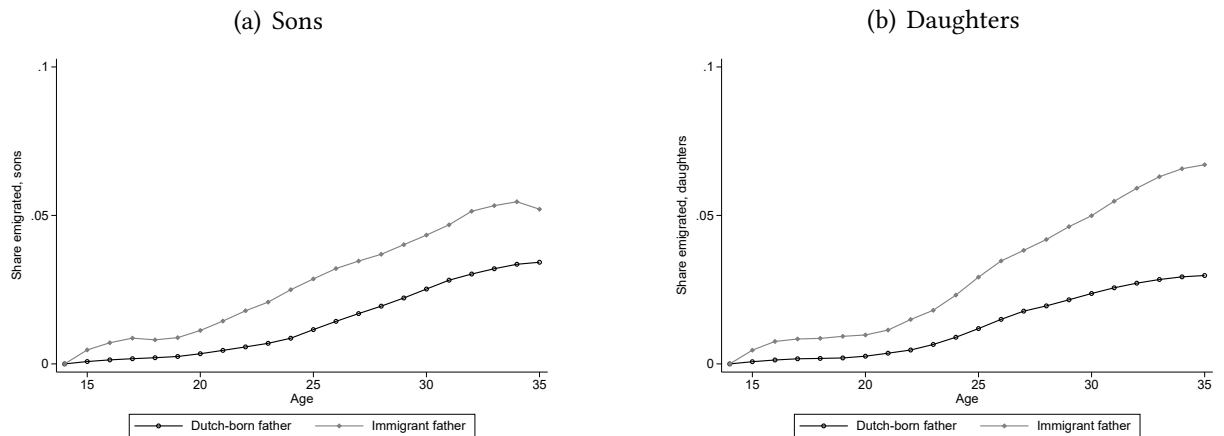 (a) Sons
.1
.05
0
Share emigrated, sons
15 20 25 30 35
Age
Dutch-born father Immigrant father
(b) Daughters
.1
.05
0
Share emigrated, daughters
15 20 25 30 35
Age
Dutch-born father Immigrant father